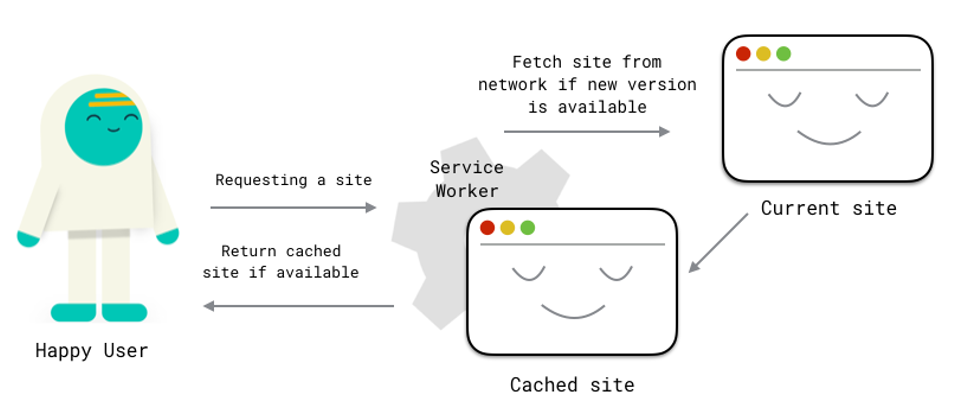 Fetch site from
network if new version
is available
Service
Worker
Requesting a site
Return cached
site if available
Current site
Happy User
Cached site